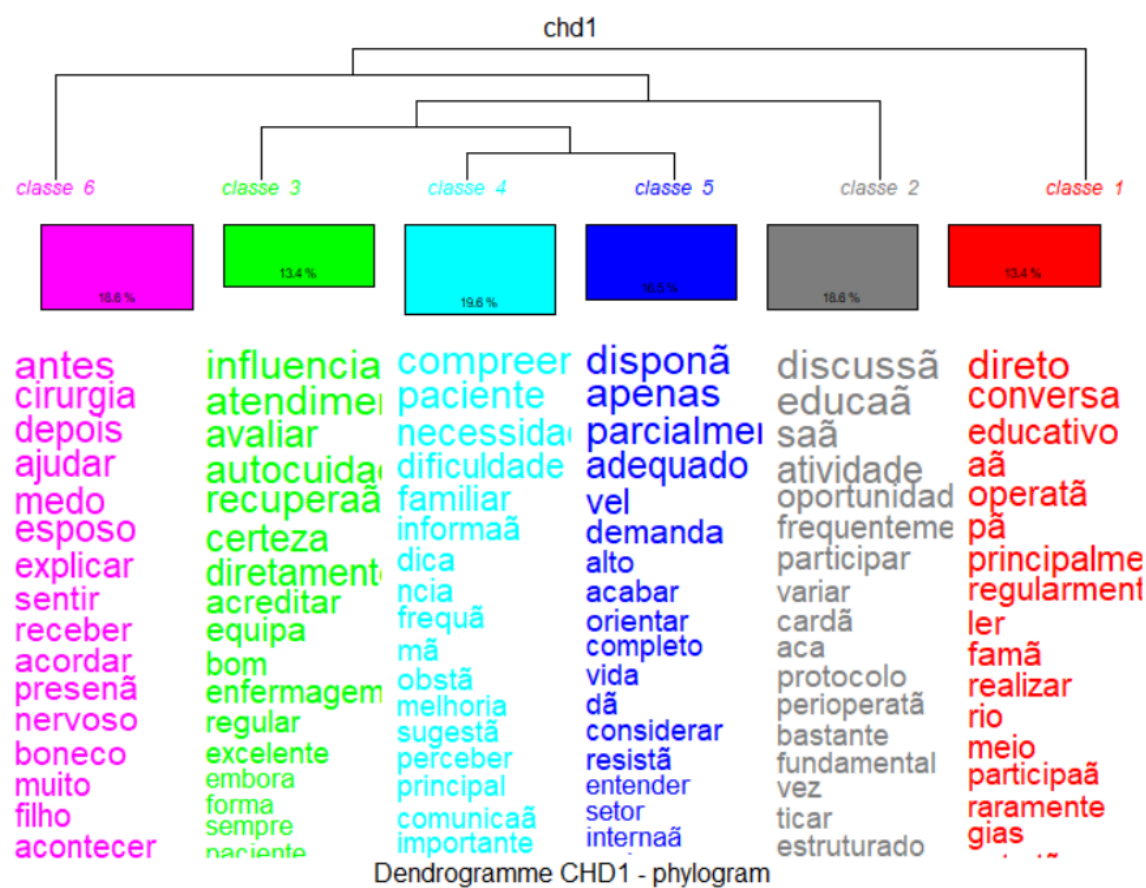 chd1
classe 6
classe 3
classe 4
classe 5
classe 2
classe 1
18.6 %
13.4 %
19.6 %
16.5 %
18.6 %
13.4 %
antes
cirurgia
depois
ajudar
medo
esposo
explicar
sentir
receber
acordar
presenã
nervoso
boneco
muito
filho
acontecer
influencia
atendime
avaliar
autocuida
recuperaã
certeza
diretament
acreditar
equipa
bom
enfermagem
regular
excelente
embora
forma
sempre
paciente
compreer
paciente
necessida
dificuldade
familiar
informaã
dica
ncia
frequã
mã
obstã
melhoria
sugestã
perceber
principal
comunicaã
importante
disponã
apenas
parcialmer
adequado
vel
demanda
alto
acabar
orientar
completo
vida
dã
considerar
resistã
entender
setor
internaã
discussã
educaã
saã
atividade
oportunidad
frequenteme
participar
variar
cardã
aca
protocolo
perioperatã
bastante
fundamental
vez
ticar
estruturado
direto
conversa
educativo
aã
operatã
pã
principalme
regularment
ler
famã
realizar
rio
meio
participaã
raramente
gias
Dendrogramme CHD1 - phylogram